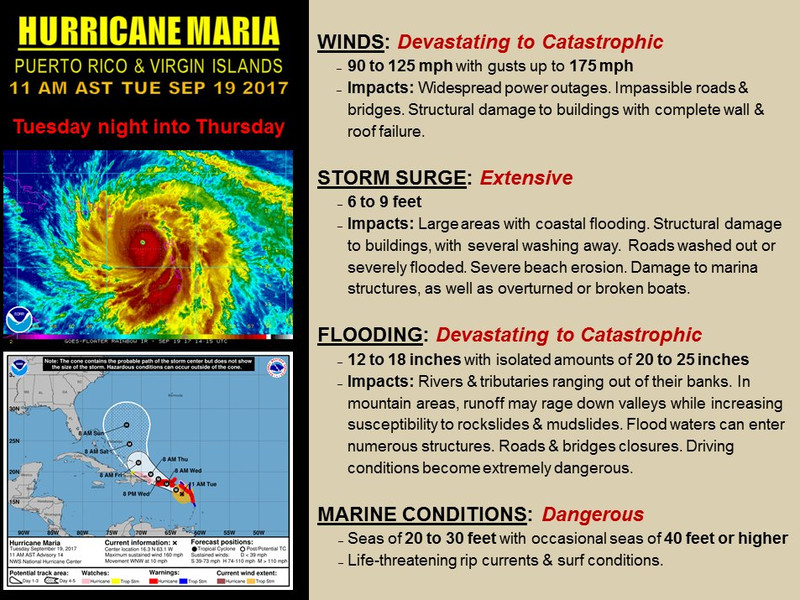 HURRICANE MARIA
PUERTO RICO & VIRGIN ISLANDS
11 AM AST TUE SEP 19 2017
Tuesday night into Thursday
2 GOES-FLOATER RAINBOW IR - SEP 19 17 14:15 UTC
Note: The cone contains the probable path of the storm center but does not show
the size of the storm. Hazardous conditions can occur outside of the cone.
30N
25N
20N
15N
8 AM Sun
8 AM Sat
8 AM Fri
8 AM Thu
8 AM Wed
11 AM Tue
8 PM Wed
90W 85W 80W 75W 70W 65W 60W 55W 50W
Hurricane Maria
Tuesday September 19, 2017
11 AM AST Advisory 14
NWS National Hurricane Center
Current information: x
Center location 16.3 N 63.1 W
Maximum sustained wind 160 mph
Movement WNW at 10 mph
Forecast positions:
Tropical Cyclone Post/Potential TC
Sustained winds: D < 39 mph
S 39-73 mph H 74-110 mph M > 110 mph
Potential track area:
Day 1-3 Day 4-5
Watches:
Hurricane Trop Stm
Warnings:
Hurricane Trop Stm
Current wind extent:
Hurricane Trop Stm
WINDS: Devastating to Catastrophic
– 90 to 125 mph with gusts up to 175 mph
– Impacts: Widespread power outages. Impassible roads &
bridges. Structural damage to buildings with complete wall &
roof failure.
STORM SURGE: Extensive
– 6 to 9 feet
– Impacts: Large areas with coastal flooding. Structural damage
to buildings, with several washing away. Roads washed out or
severely flooded. Severe beach erosion. Damage to marina
structures, as well as overturned or broken boats.
FLOODING: Devastating to Catastrophic
– 12 to 18 inches with isolated amounts of 20 to 25 inches
– Impacts: Rivers & tributaries ranging out of their banks. In
mountain areas, runoff may rage down valleys while increasing
susceptibility to rockslides & mudslides. Flood waters can enter
numerous structures. Roads & bridges closures. Driving
conditions become extremely dangerous.
MARINE CONDITIONS: Dangerous
– Seas of 20 to 30 feet with occasional seas of 40 feet or higher
– Life-threatening rip currents & surf conditions.